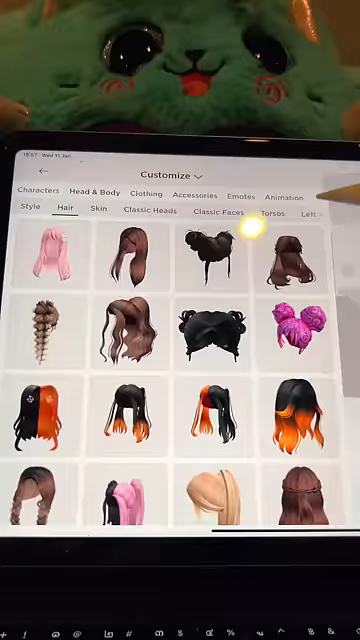 18:57 Wed 11 Jan
Customize
Characters Head & Body Clothing Accessories Emotes Animation
Style Hair Skin Classic Heads Classic Faces Torsos Left